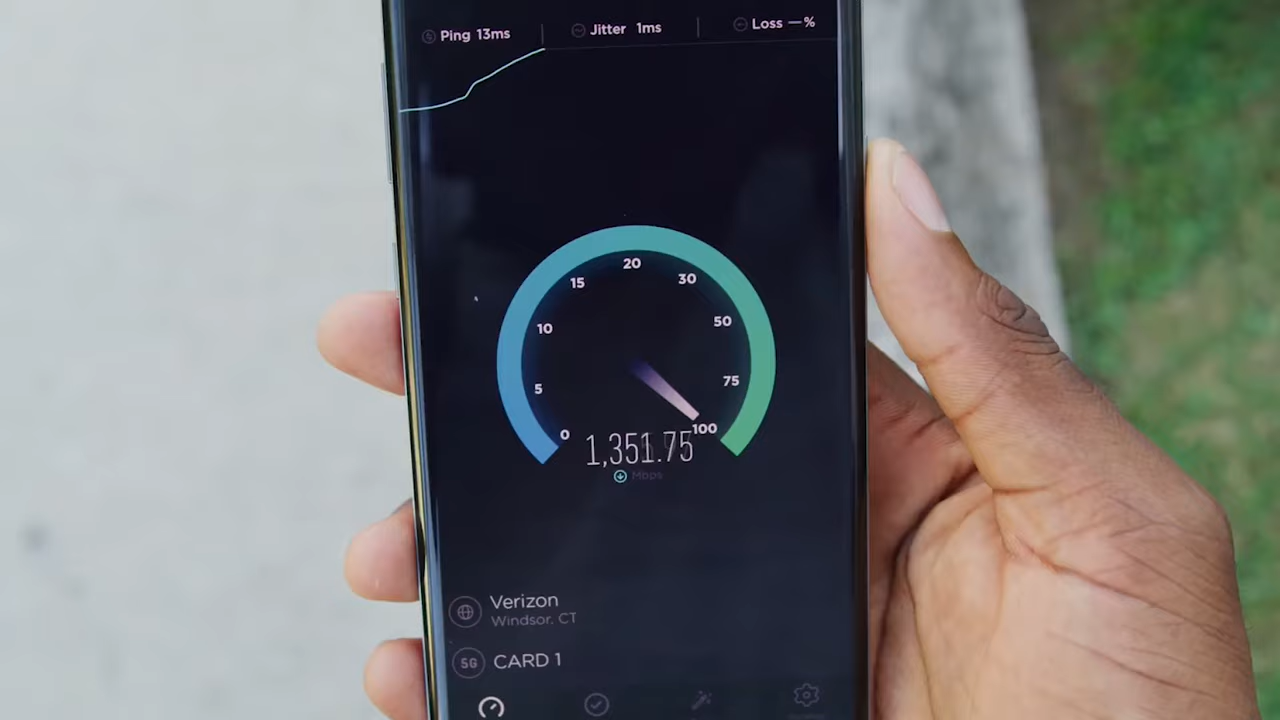 Ping 13ms Jitter 1ms Loss —%
20
15 30
10 50
5 75
0 100
1,351.75
Mbps
Verizon
Windsor, CT
5G CARD 1